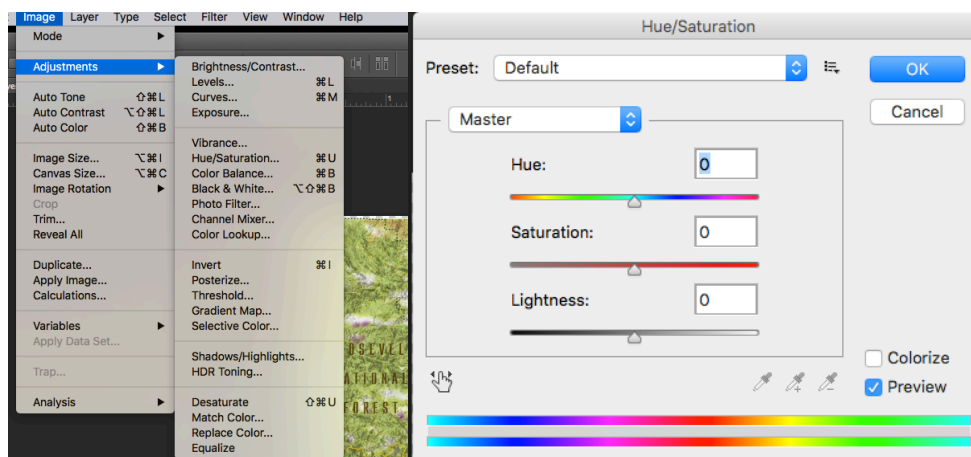 Image Layer Type Select Filter View Window Help
Mode
Adjustments
Auto Tone ⇧⌘L
Auto Contrast ⌥⇧⌘L
Auto Color ⇧⌘B
Image Size... ⌥⌘I
Canvas Size... ⌥⌘C
Image Rotation
Crop
Trim...
Reveal All
Duplicate...
Apply Image...
Calculations...
Variables
Apply Data Set...
Trap...
Analysis
Brightness/Contrast...
Levels... ⌘L
Curves... ⌘M
Exposure...
Vibrance...
Hue/Saturation... ⌘U
Color Balance... ⌘B
Black & White... ⌥⇧⌘B
Photo Filter...
Channel Mixer...
Color Lookup...
Invert ⌘I
Posterize...
Threshold...
Gradient Map...
Selective Color...
Shadows/Highlights...
HDR Toning...
Desaturate ⇧⌘U
Match Color...
Replace Color...
Equalize
1
OSEVEL
ATIONAL
FOREST
Hue/Saturation
Preset: Default
OK
Cancel
Master
Hue: 0
Saturation: 0
Lightness: 0
Colorize
Preview